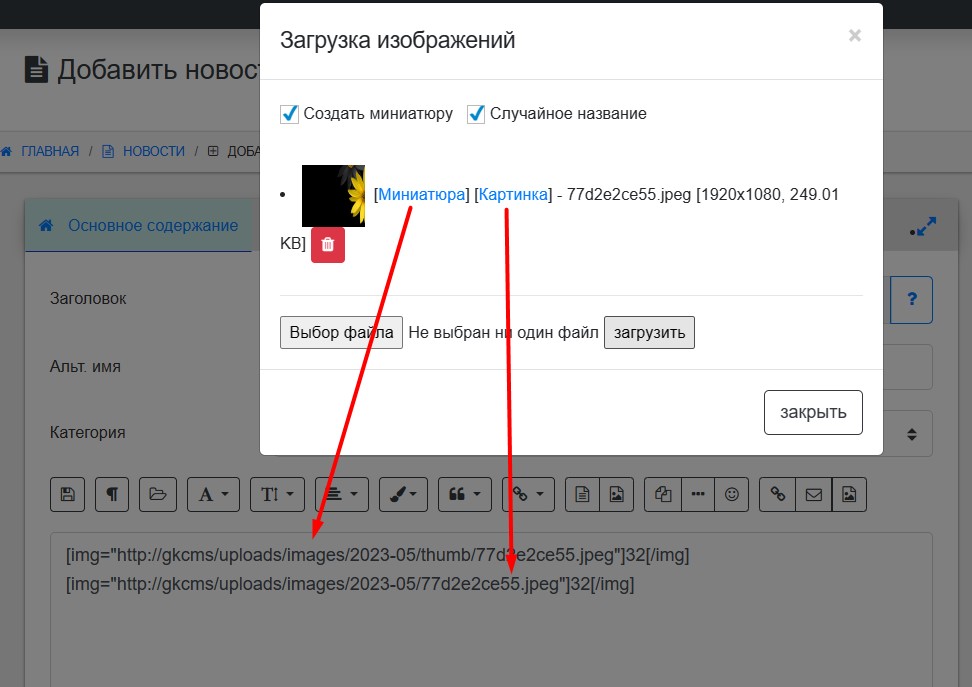 Загрузка изображений
×
Добавить новост
Создать миниатюру Случайное название
ГЛАВНАЯ / НОВОСТИ / ДОБА
[Миниатюра] [Картинка] - 77d2e2ce55.jpeg [1920x1080, 249.01
KB]
Основное содержание
Заголовок
?
Выбор файла Не выбран ни один файл загрузить
Альт. имя
закрыть
Категория
[img="http://gkcms/uploads/images/2023-05/thumb/77d2e2ce55.jpeg"]32[/img]
[img="http://gkcms/uploads/images/2023-05/77d2e2ce55.jpeg"]32[/img]